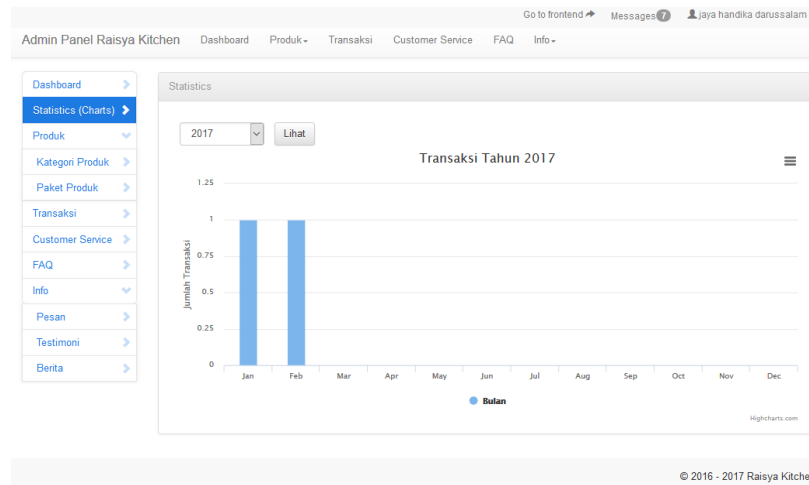 Go to frontend Messages 7 jaya handika darussalam
Admin Panel Raisya Kitchen Dashboard Produk Transaksi Customer Service FAQ Info
Dashboard
Statistics (Charts)
Produk
Kategori Produk
Paket Produk
Transaksi
Customer Service
FAQ
Info
Pesan
Testimoni
Berita
Statistics
2017 Lihat
Transaksi Tahun 2017
Jumlah Transaksi
1.25
1
0.75
0.5
0.25
0
Jan Feb Mar Apr May Jun Jul Aug Sep Oct Nov Dec
Bulan
Highcharts.com
© 2016 - 2017 Raisya Kitche